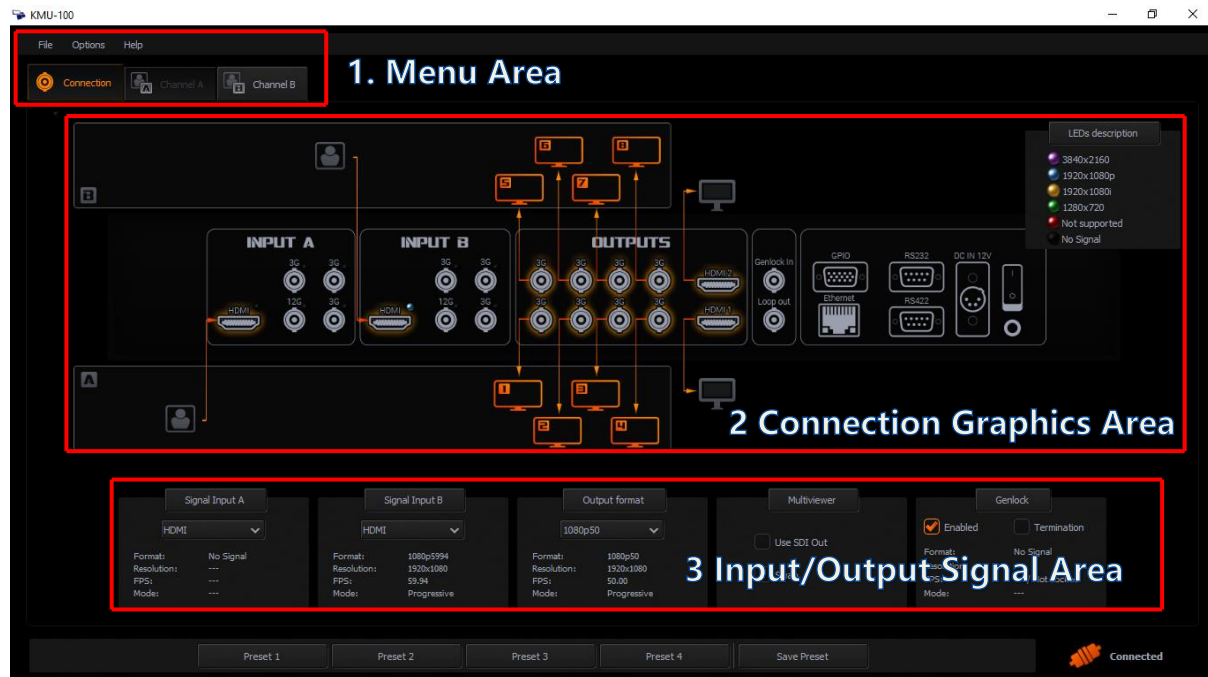 KMU-100
File Options Help
1. Menu Area
Connection Channel A Channel B
LEDs description
3840x2160
1920x1080p
1920x1080i
1280x720
Not supported
No Signal
6 8
5 7
B
INPUT A INPUT B OUTPUTS
3G 3G 3G 3G 3G 3G 3G 3G HDMI 2 Genlock In GPIO RS232 DC IN 12V
HDMI 12G 3G HDMI 12G 3G 3G 3G 3G 3G HDMI 1 Loop out Ethernet RS422
A
1 3
2 4
2 Connection Graphics Area
Signal Input A
HDMI
Format: No Signal
Resolution: ---
FPS: ---
Mode: ---
Signal Input B
HDMI
Format: 1080p5994
Resolution: 1920x1080
FPS: 59.94
Mode: Progressive
Output format
1080p50
Format: 1080p50
Resolution: 1920x1080
FPS: 50.00
Mode: Progressive
Multiviewer
Use SDI Out
Genlock
Enabled Termination
Format: No Signal
FPS:
Mode: ---
3 Input/Output Signal Area
Preset 1 Preset 2 Preset 3 Preset 4 Save Preset Connected